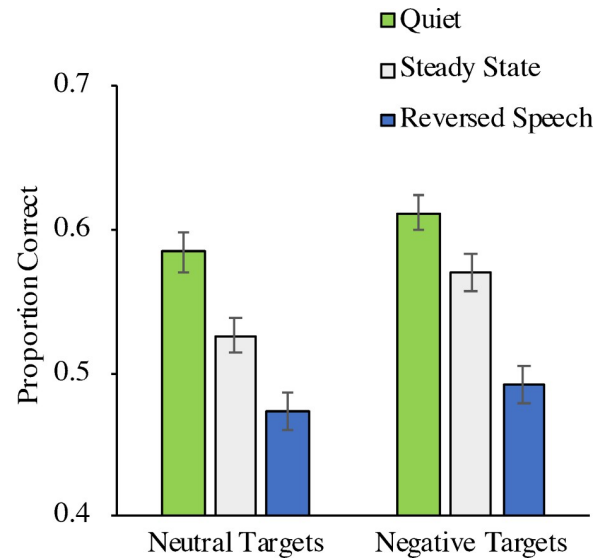 Quiet
Steady State
Reversed Speech
0.7
0.6
0.5
0.4
Proportion Correct
Neutral Targets
Negative Targets